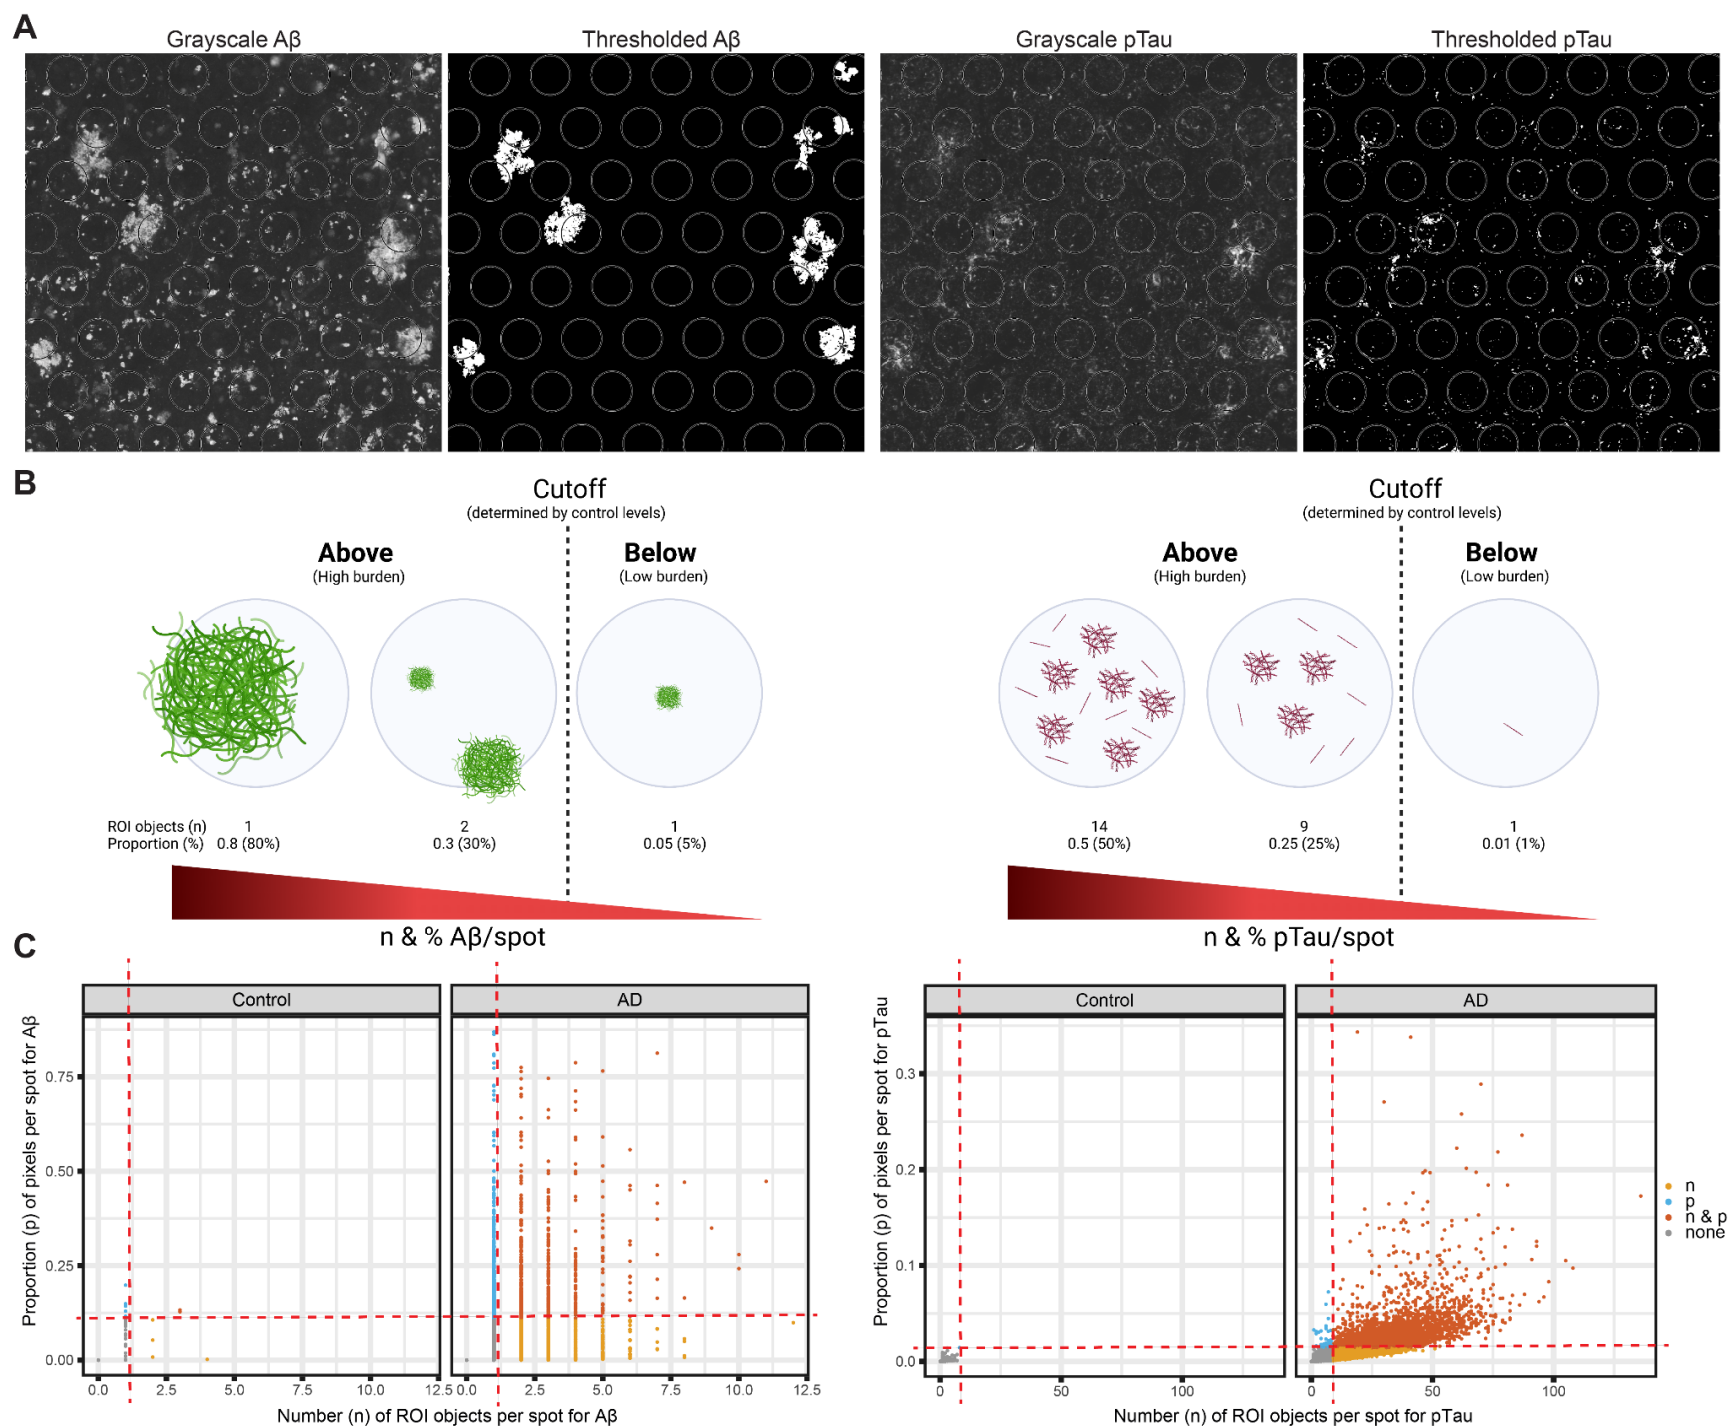 A
Grayscale Aβ
Thresholded Aβ
Grayscale pTau
Thresholded pTau
B
Cutoff
(determined by control levels)
Above
(High burden)
Below
(Low burden)
ROI objects (n) 1 2 1
Proportion (%) 0.8 (80%) 0.3 (30%) 0.05 (5%)
n & % Aβ/spot
Cutoff
(determined by control levels)
Above
(High burden)
Below
(Low burden)
14 9 1
0.5 (50%) 0.25 (25%) 0.01 (1%)
n & % pTau/spot
C
Control
AD
Proportion (p) of pixels per spot for Aβ
0.75
0.50
0.25
0.00
0.0 2.5 5.0 7.5 10.0 12.5
0.0 2.5 5.0 7.5 10.0 12.5
Number (n) of ROI objects per spot for Aβ
Control
AD
Proportion (p) of pixels per spot for pTau
0.3
0.2
0.1
0.0
0 50 100
0 50 100
Number (n) of ROI objects per spot for pTau
n
p
n & p
none